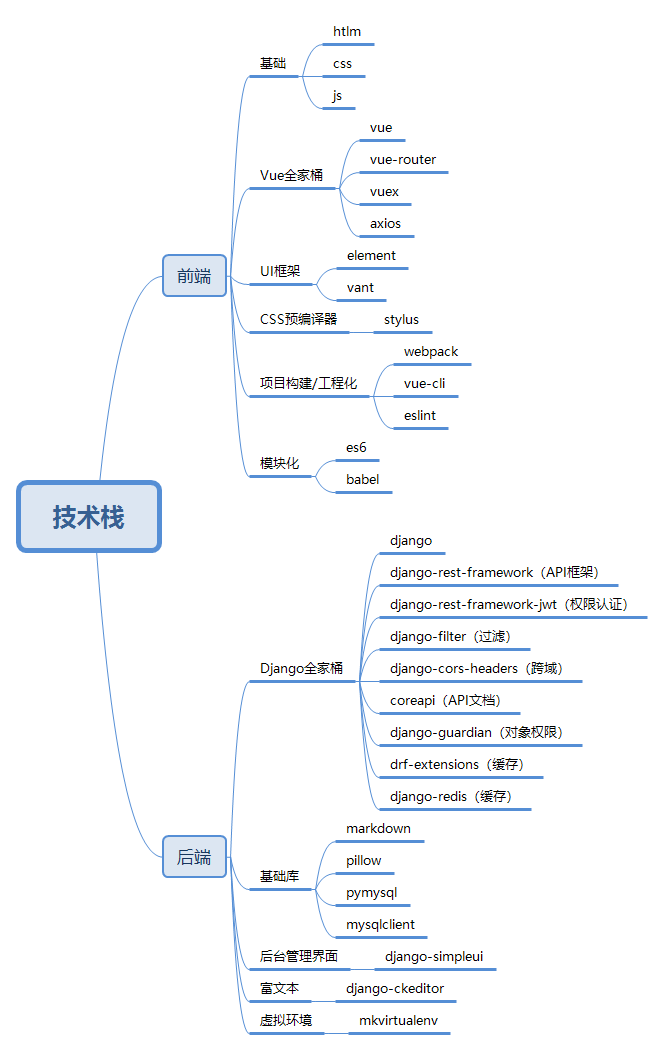 技术栈
前端
基础
htlm
css
js
Vue全家桶
vue
vue-router
vuex
axios
UI框架
element
vant
CSS预编译器
stylus
项目构建/工程化
webpack
vue-cli
eslint
模块化
es6
babel
后端
Django全家桶
django
django-rest-framework（API框架）
django-rest-framework-jwt（权限认证）
django-filter（过滤）
django-cors-headers（跨域）
coreapi（API文档）
django-guardian（对象权限）
drf-extensions（缓存）
django-redis（缓存）
基础库
markdown
pillow
pymysql
mysqlclient
后台管理界面
django-simpleui
富文本
django-ckeditor
虚拟环境
mkvirtualenv